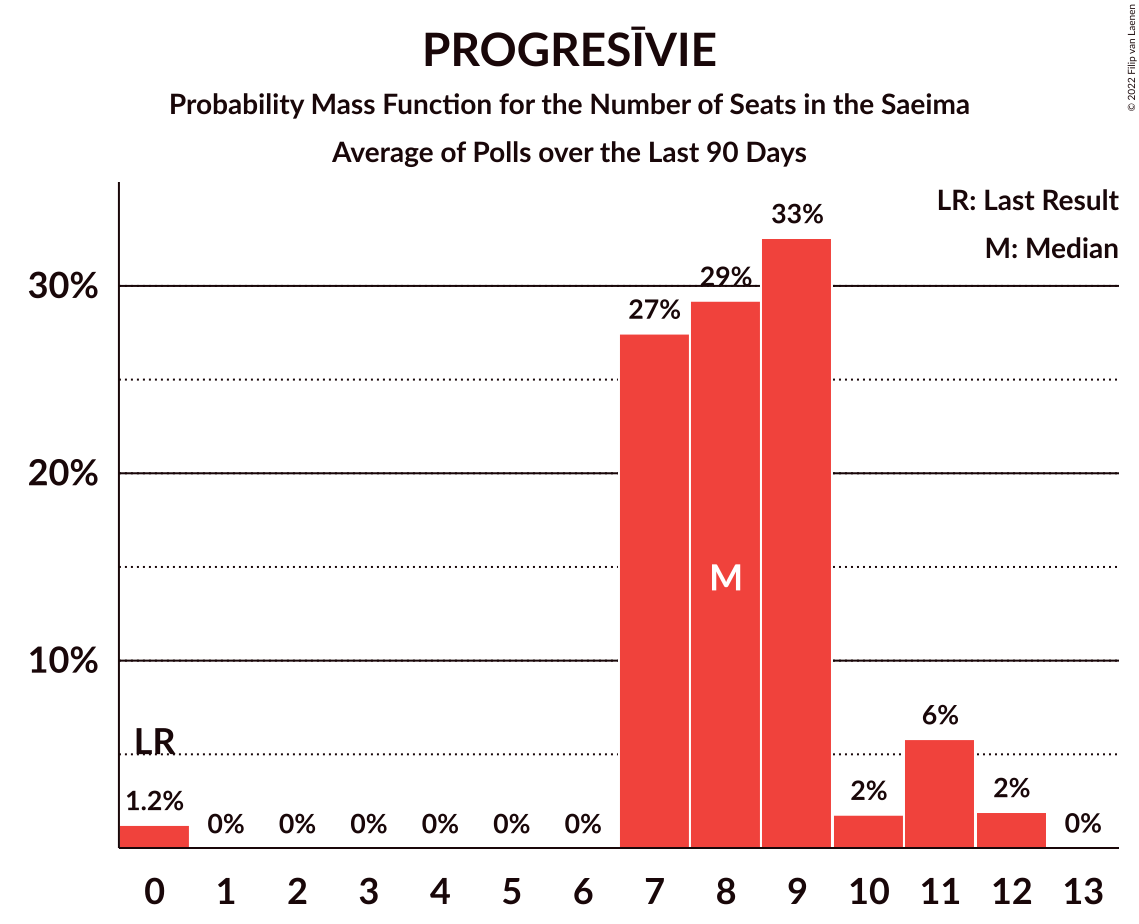 PROGRESĪVIE
Probability Mass Function for the Number of Seats in the Saeima
Average of Polls over the Last 90 Days
© 2022 Filip van Laenen
LR: Last Result
M: Median
30%
20%
10%
LR
1.2%
0%
0%
0%
0%
0%
0%
27%
29%
33%
2%
6%
2%
0%
M
0 1 2 3 4 5 6 7 8 9 10 11 12 13